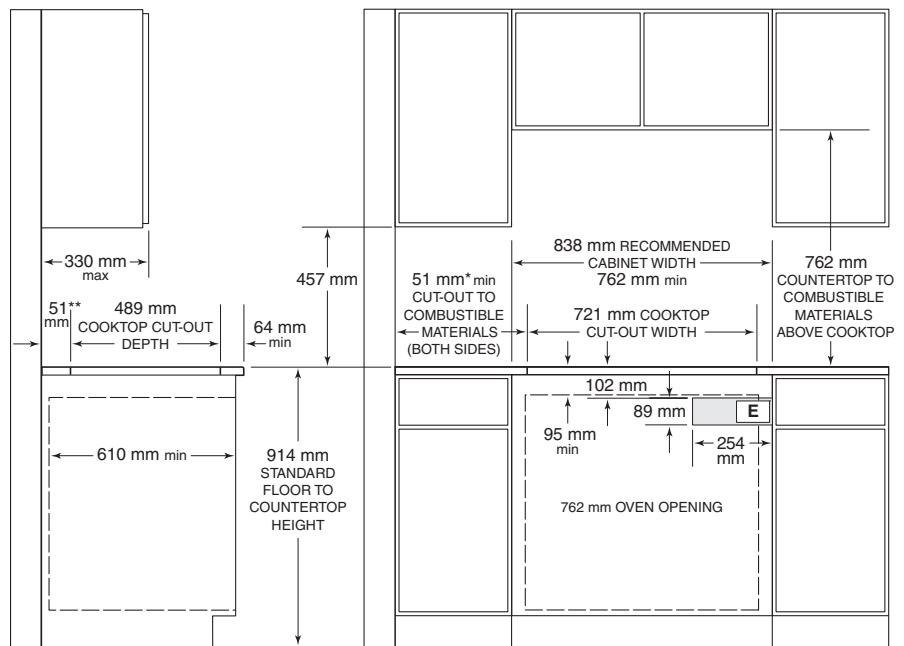 330 mm
max
457 mm
51**
mm
489 mm
COOKTOP CUT-OUT
DEPTH
64 mm
min
610 mm min
914 mm
STANDARD
FLOOR TO
COUNTERTOP
HEIGHT
838 mm RECOMMENDED
CABINET WIDTH
762 mm min
51 mm* min
CUT-OUT TO
COMBUSTIBLE
MATERIALS
(BOTH SIDES)
721 mm COOKTOP
CUT-OUT WIDTH
762 mm
COUNTERTOP TO
COMBUSTIBLE
MATERIALS
ABOVE COOKTOP
102 mm
89 mm
E
95 mm
min
254
mm
762 mm OVEN OPENING